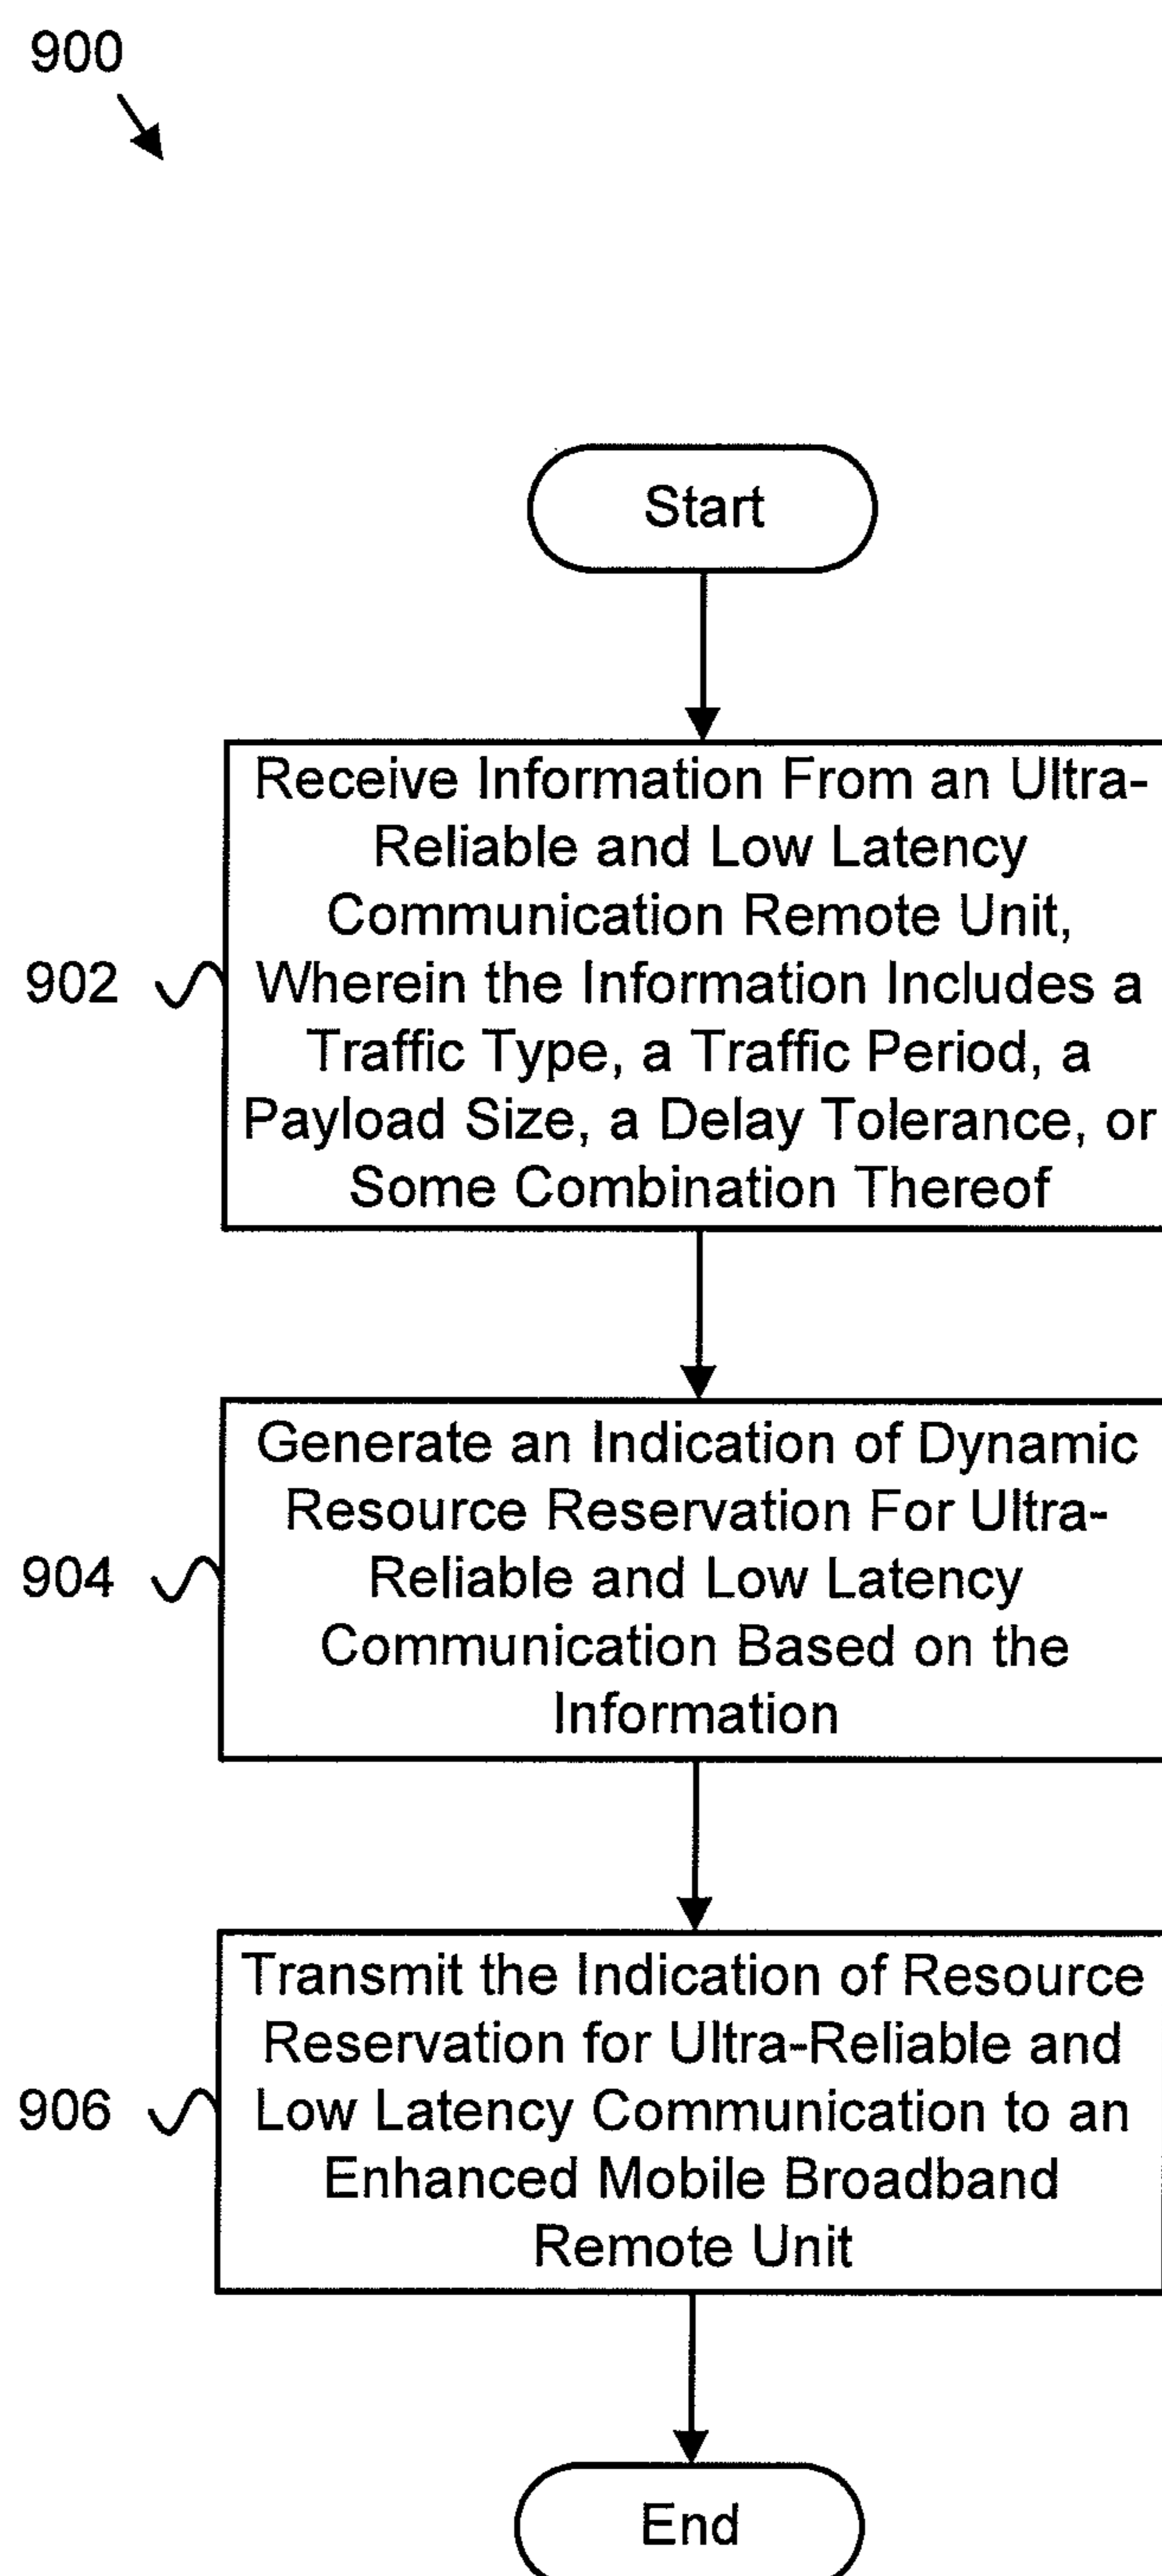 900
Start
Receive Information From an Ultra-
Reliable and Low Latency
Communication Remote Unit,
902
Wherein the Information Includes a
Traffic Type, a Traffic Period, a
Payload Size, a Delay Tolerance, or
Some Combination Thereof
Generate an Indication of Dynamic
Resource Reservation For Ultra-
904
Reliable and Low Latency
Communication Based on the
Information
Transmit the Indication of Resource
Reservation for Ultra-Reliable and
906
Low Latency Communication to an
Enhanced Mobile Broadband
Remote Unit
End